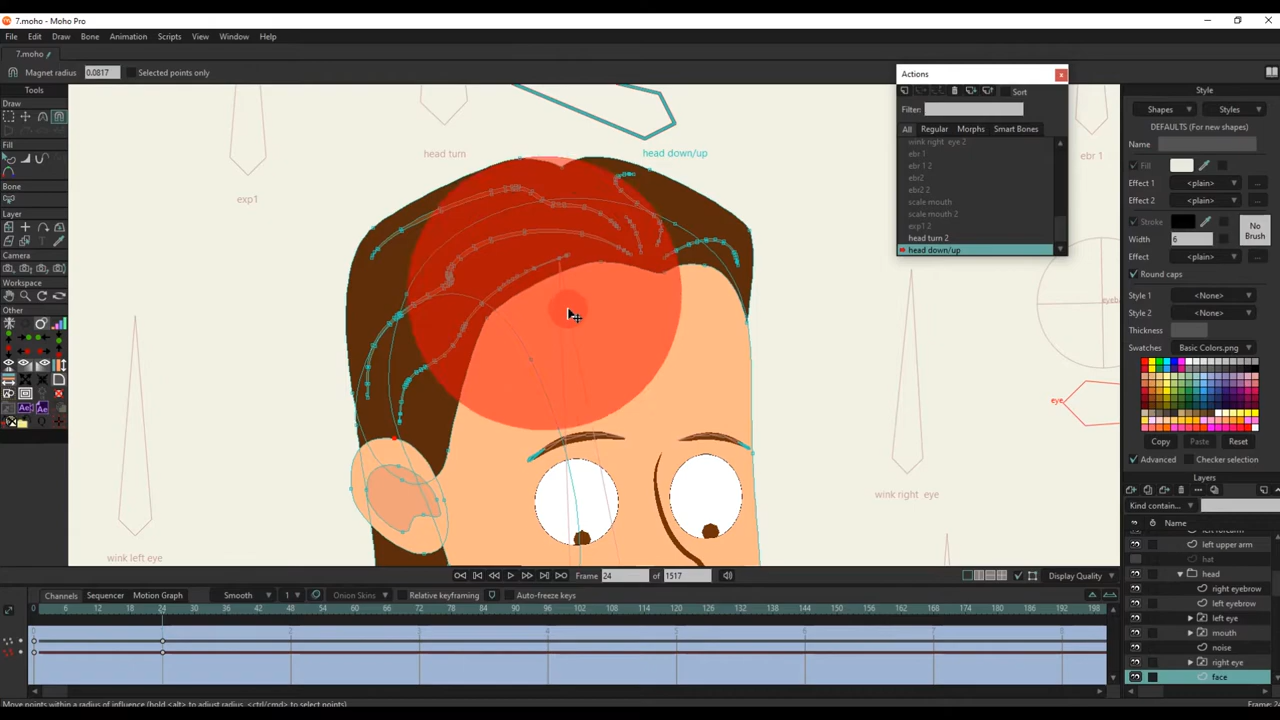 7.moho - Moho Pro
File Edit Draw Bone Animation Scripts View Window Help
7.moho
Magnet radius 0.0817 Selected points only
Tools
Draw
Fill
Bone
Layer
Camera
Workspace
Other
exp1
head turn
head down/up
ebr 1
wink left eye
wink right eye
eye
Actions
Sort
Filter:
All Regular Morphs Smart Bones
wink right eye 2
ebr 1
ebr 1 2
ebr2
ebr2 2
scale mouth
scale mouth 2
exp1 2
head turn 2
head down/up
Style
Shapes Styles
DEFAULTS (For new shapes)
Name
Fill
Effect 1 <plain> ...
Effect 2 <plain> ...
Stroke
No Brush
Width 6
Effect <plain> ...
Round caps
Style 1 <None>
Style 2 <None>
Thickness
Swatches Basic Colors.png
Copy Paste Reset
Advanced Checker selection
Layers
Kind contain...
Name
left upper arm
hat
head
right eyebrow
left eyebrow
left eye
mouth
noise
right eye
face
Frame 24 of 1517
Display Quality
Channels Sequencer Motion Graph Smooth 1 Onion Skins Relative keyframing Auto-freeze keys
0 6 12 18 24 30 36 42 48 54 60 66 72 78 84 90 96 102 108 114 120 126 132 138 144 150 156 162 168 174 180 186 192 198
Move points within a radius of influence (hold <alt> to adjust radius, <ctrl/cmd> to select points)